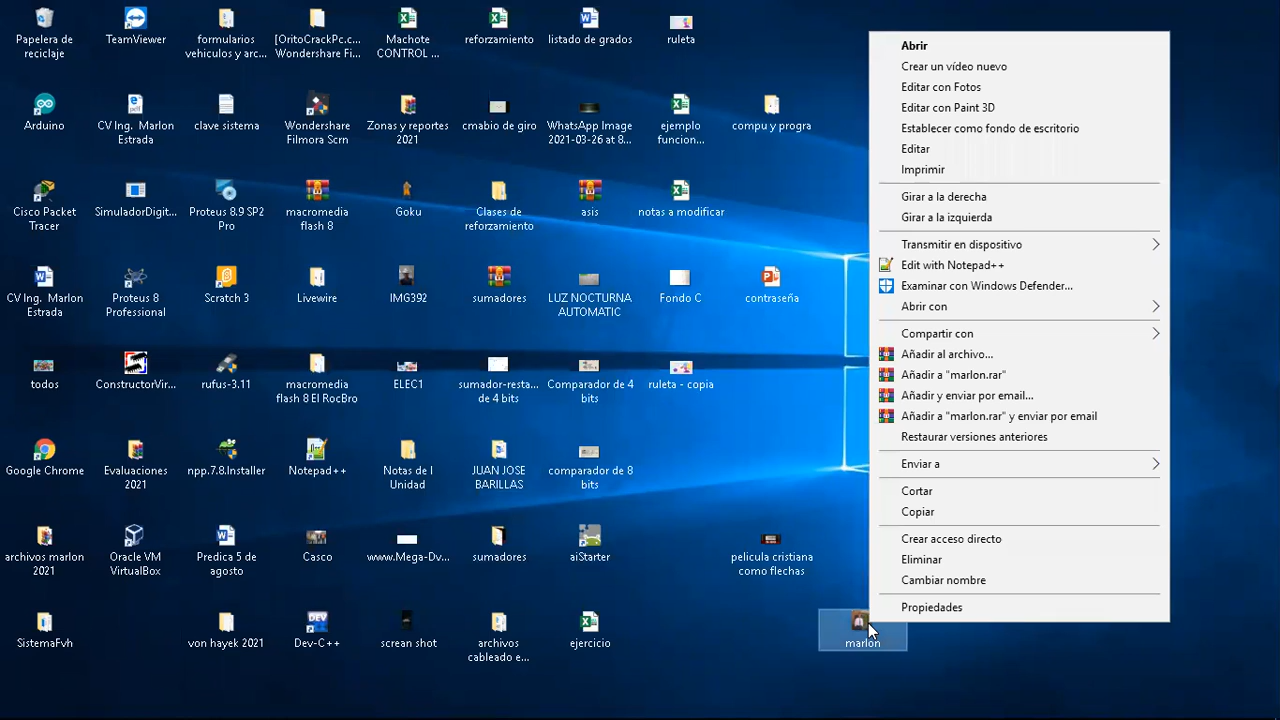 Papelera de
reciclaje
TeamViewer
formularios
vehiculos y arc...
[OritoCrackPc.c...
Wondershare Fi...
Machote
CONTROL ...
reforzamiento
listado de grados
ruleta
Arduino
CV Ing. Marlon
Estrada
clave sistema
Wondershare
Filmora Scrn
Zonas y reportes
2021
cmabio de giro
WhatsApp Image
2021-03-26 at 8...
ejemplo
funcion...
compu y progra
Cisco Packet
Tracer
SimuladorDigit...
Proteus 8.9 SP2
Pro
macromedia
flash 8
Goku
Clases de
reforzamiento
asis
notas a modificar
CV Ing. Marlon
Estrada
Proteus 8
Professional
Scratch 3
Livewire
IMG392
sumadores
LUZ NOCTURNA
AUTOMATIC
Fondo C
contraseña
todos
ConstructorVir...
rufus-3.11
macromedia
flash 8 El RocBro
ELEC1
sumador-resta...
de 4 bits
Comparador de 4
bits
ruleta - copia
Google Chrome
Evaluaciones
2021
npp.7.8.Installer
Notepad++
Notas de I
Unidad
JUAN JOSE
BARILLAS
comparador de 8
bits
archivos marlon
2021
Oracle VM
VirtualBox
Predica 5 de
agosto
Casco
www.Mega-Dv...
sumadores
aiStarter
pelicula cristiana
como flechas
SistemaFvh
von hayek 2021
Dev-C++
screan shot
archivos
cableado e...
ejercicio
marlon
Abrir
Crear un vídeo nuevo
Editar con Fotos
Editar con Paint 3D
Establecer como fondo de escritorio
Editar
Imprimir
Girar a la derecha
Girar a la izquierda
Transmitir en dispositivo
Edit with Notepad++
Examinar con Windows Defender...
Abrir con
Compartir con
Añadir al archivo...
Añadir a "marlon.rar"
Añadir y enviar por email...
Añadir a "marlon.rar" y enviar por email
Restaurar versiones anteriores
Enviar a
Cortar
Copiar
Crear acceso directo
Eliminar
Cambiar nombre
Propiedades